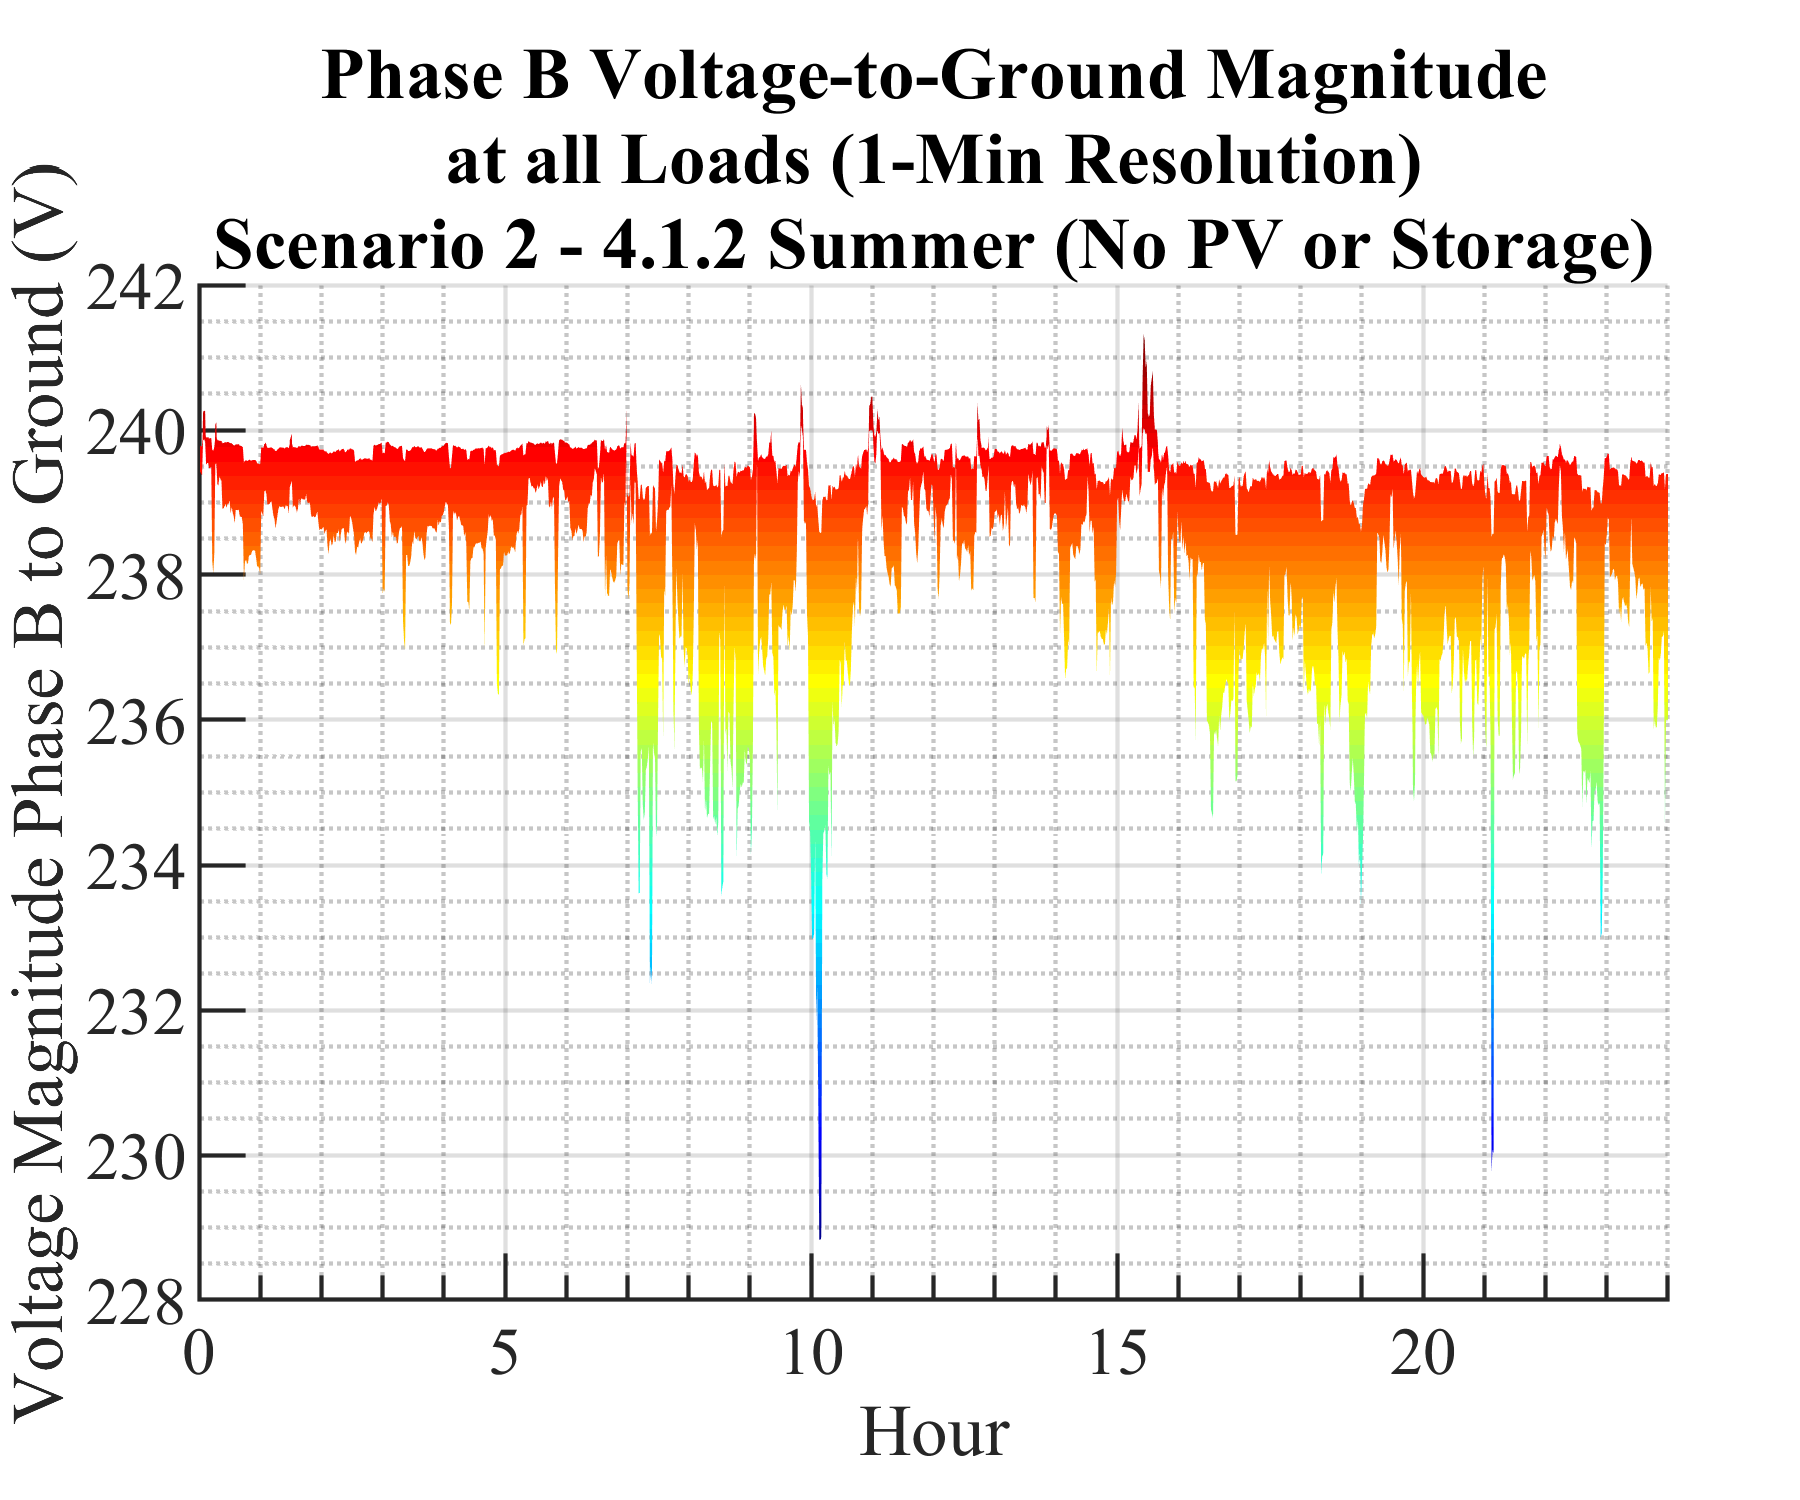 Phase B Voltage-to-Ground Magnitude
at all Loads (1-Min Resolution)
Scenario 2 - 4.1.2 Summer (No PV or Storage)
Voltage Magnitude Phase B to Ground (V)
242
240
238
236
234
232
230
228
0 5 10 15 20
Hour